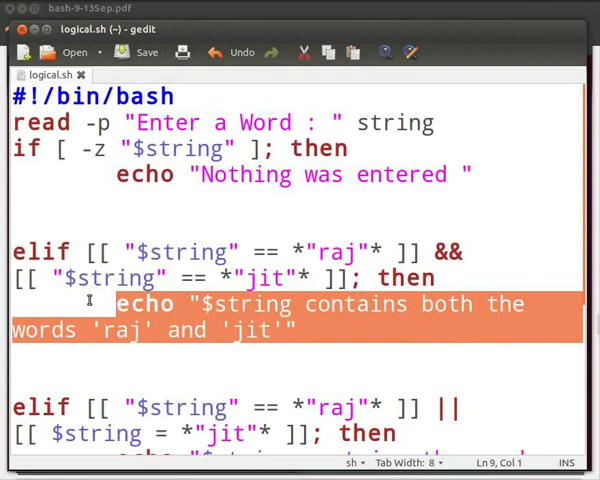 bash-9-13Sep.pdf
logical.sh (~) - gedit
Open Save Undo
logical.sh
#!/bin/bash
read -p "Enter a Word : " string
if [ -z "$string" ]; then
echo "Nothing was entered "
elif [[ "$string" == *"raj"* ]] &&
[[ "$string" == *"jit"* ]]; then
echo "$string contains both the
words 'raj' and 'jit'"
elif [[ "$string" == *"raj"* ]] ||
[[ $string = *"jit"* ]]; then
sh Tab Width: 8 Ln 9, Col 1 INS